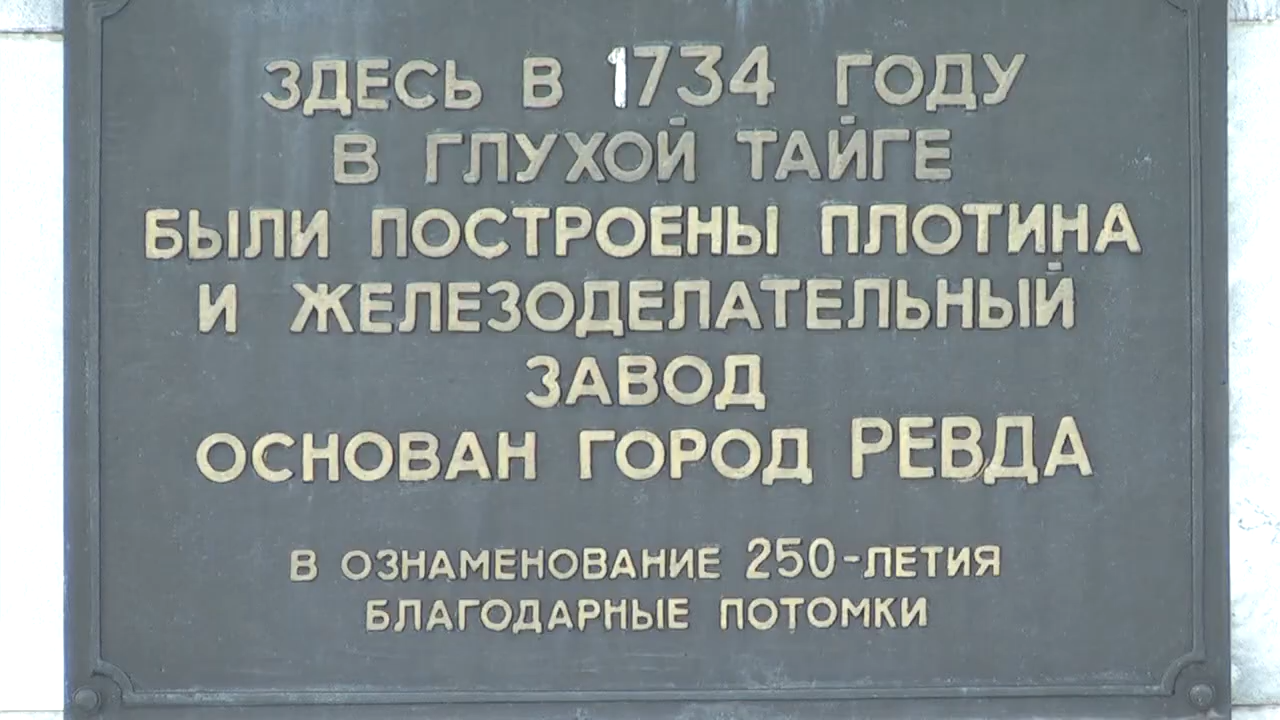 ЗДЕСЬ В 1734 ГОДУ
В ГЛУХОЙ ТАЙГЕ
БЫЛИ ПОСТРОЕНЫ ПЛОТИНА
И ЖЕЛЕЗОДЕЛАТЕЛЬНЫЙ
ЗАВОД
ОСНОВАН ГОРОД РЕВДА
В ОЗНАМЕНОВАНИЕ 250-ЛЕТИЯ
БЛАГОДАРНЫЕ ПОТОМКИ